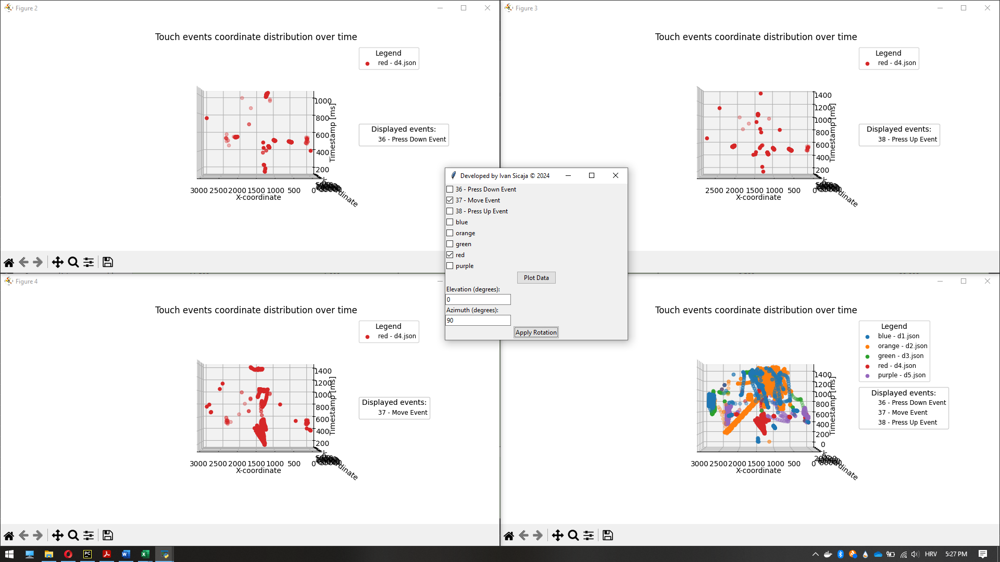 Figure 2
Touch events coordinate distribution over time
Legend
red - d4.json
Displayed events:
36 - Press Down Event
1000
800
600
400
200
Timestamp [ms]
3000 2500 2000 1500 1000 500 0
X-coordinate
Figure 3
Touch events coordinate distribution over time
Legend
red - d4.json
Displayed events:
38 - Press Up Event
1400
1200
1000
800
600
400
200
Timestamp [ms]
2500 2000 1500 1000 500 0
X-coordinate
Developed by Ivan Sicaja © 2024
36 - Press Down Event
37 - Move Event
38 - Press Up Event
blue
orange
green
red
purple
Plot Data
Elevation (degrees):
0
Azimuth (degrees):
90
Apply Rotation
Figure 4
Touch events coordinate distribution over time
Legend
red - d4.json
Displayed events:
37 - Move Event
1400
1200
1000
800
600
400
200
Timestamp [ms]
3000 2500 2000 1500 1000 500 0
X-coordinate
Touch events coordinate distribution over time
Legend
blue - d1.json
orange - d2.json
green - d3.json
red - d4.json
purple - d5.json
Displayed events:
36 - Press Down Event
37 - Move Event
38 - Press Up Event
1400
1200
1000
800
600
400
200
0
Timestamp [ms]
3000 2500 2000 1500 1000 500 0
X-coordinate
HRV
5:27 PM